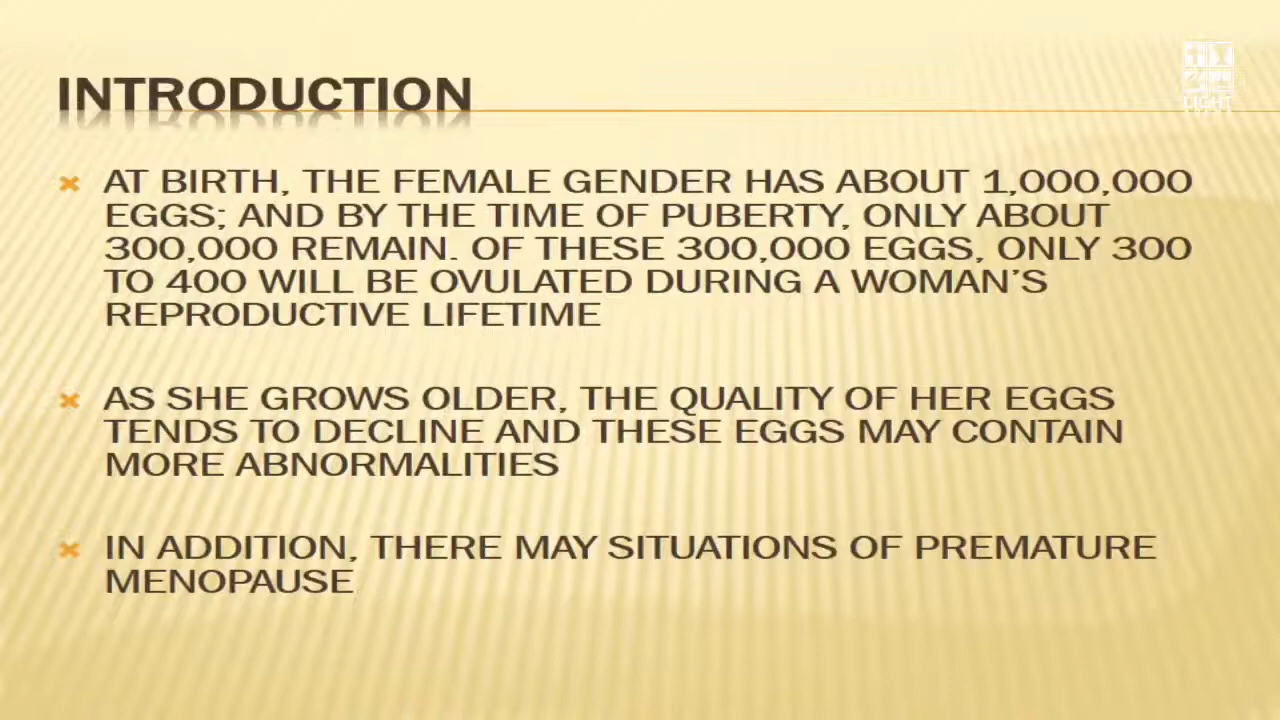 INTRODUCTION
LIGHT
AT BIRTH, THE FEMALE GENDER HAS ABOUT 1,000,000
EGGS; AND BY THE TIME OF PUBERTY, ONLY ABOUT
300,000 REMAIN. OF THESE 300,000 EGGS, ONLY 300
TO 400 WILL BE OVULATED DURING A WOMAN’S
REPRODUCTIVE LIFETIME
AS SHE GROWS OLDER, THE QUALITY OF HER EGGS
TENDS TO DECLINE AND THESE EGGS MAY CONTAIN
MORE ABNORMALITIES
IN ADDITION, THERE MAY SITUATIONS OF PREMATURE
MENOPAUSE